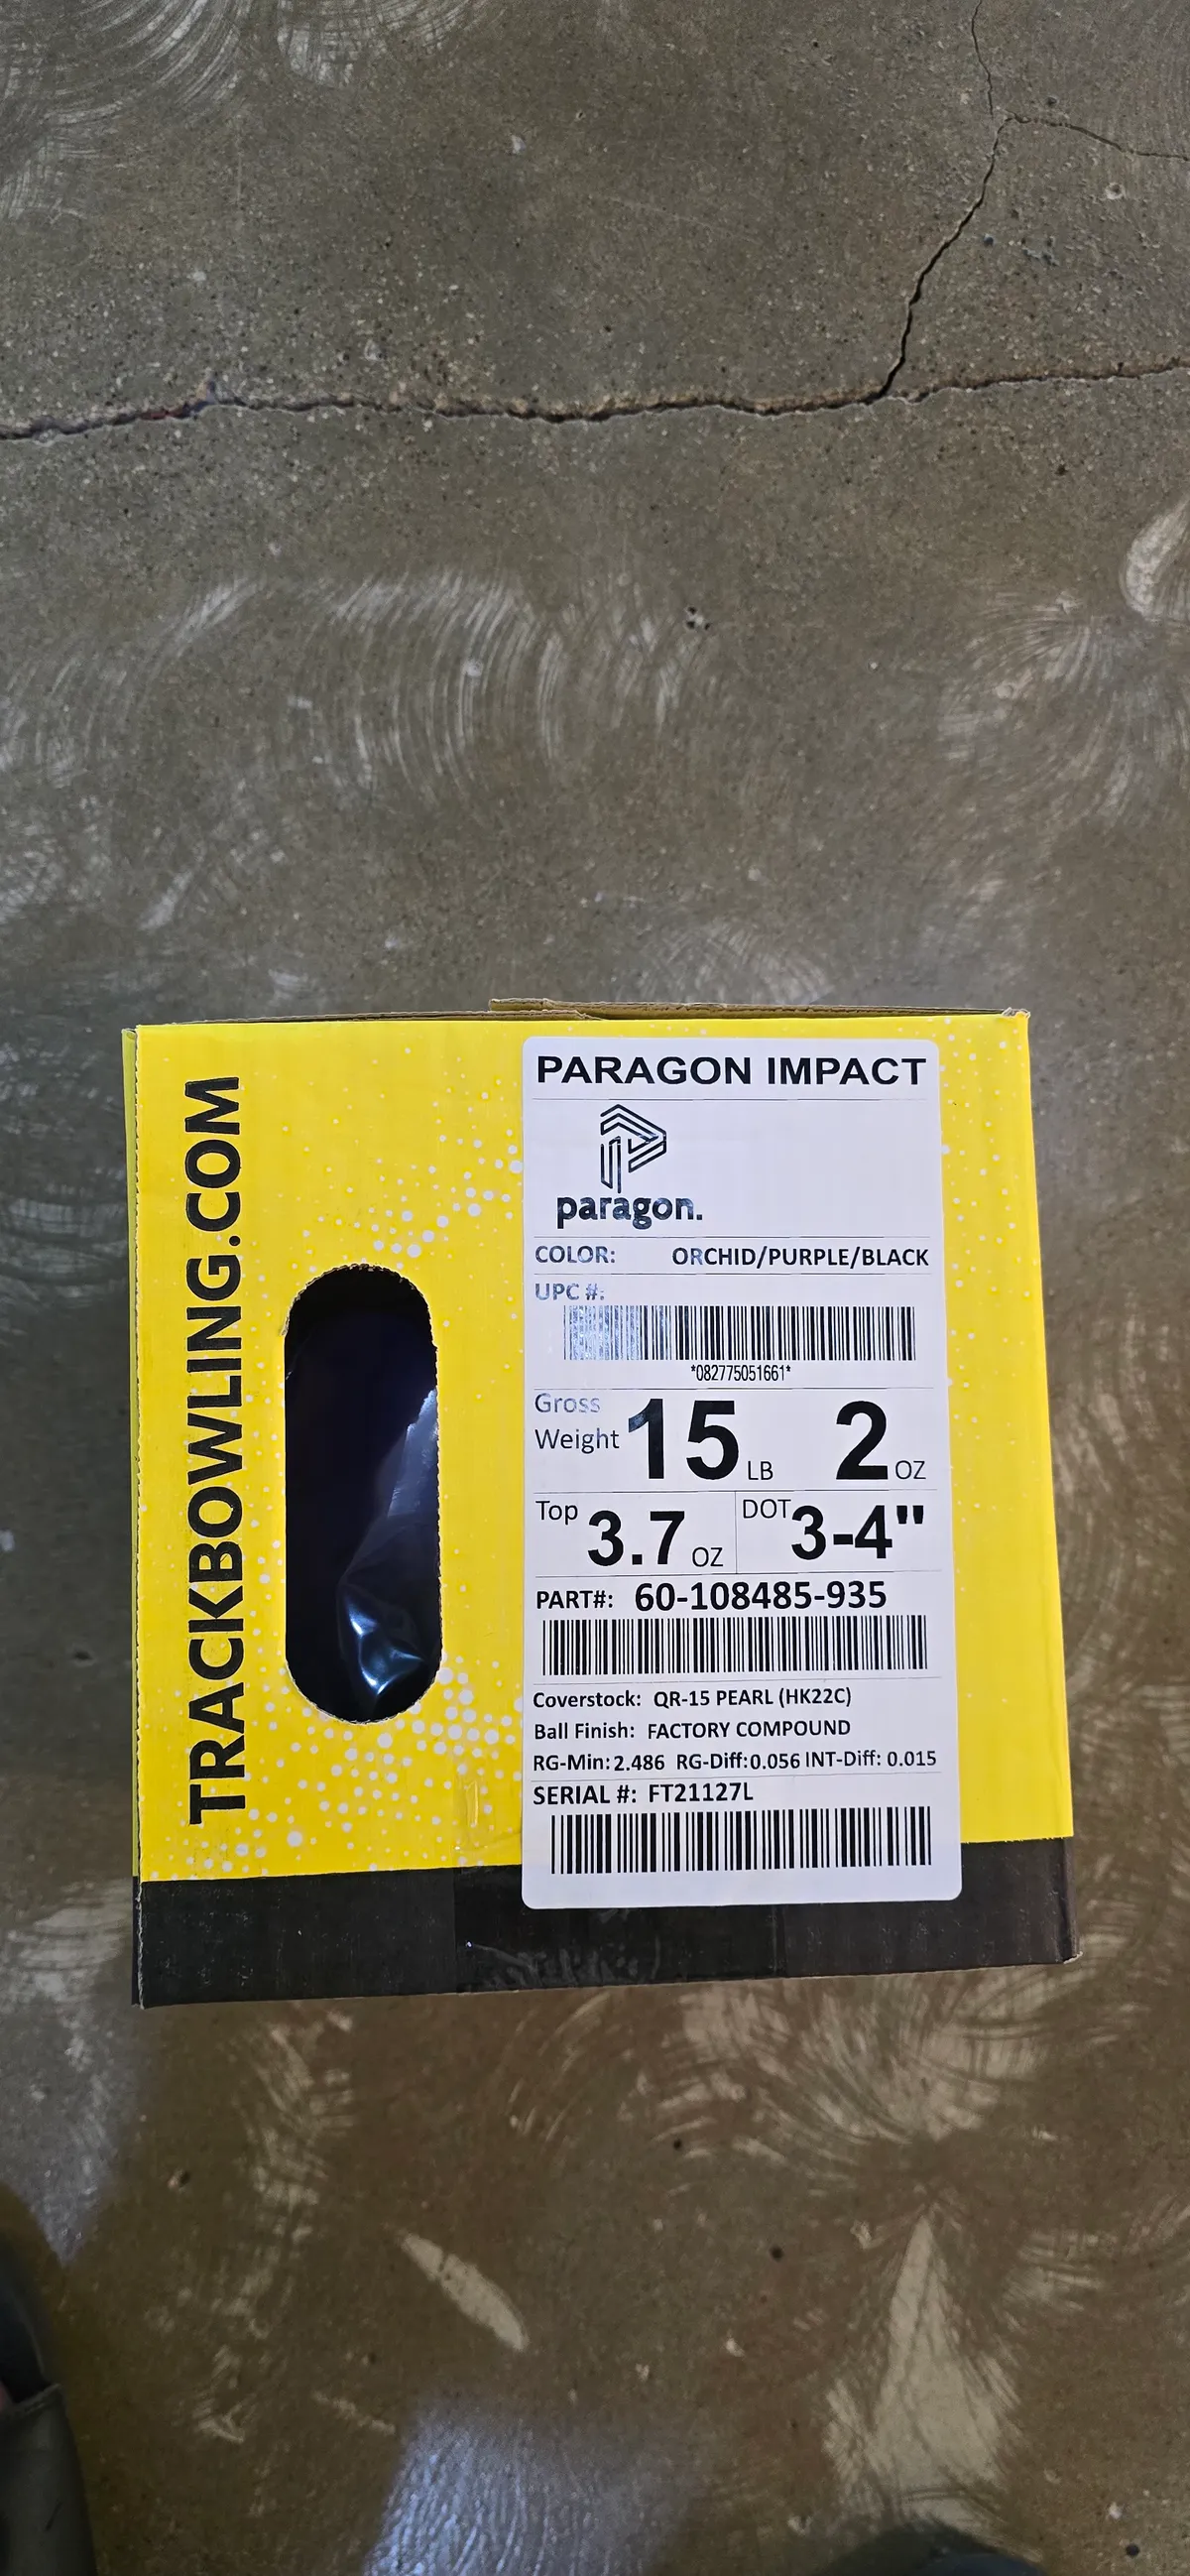 TRACKBOWLING.COM
PARAGON IMPACT
paragon.
COLOR: ORCHID/PURPLE/BLACK
UPC #:
*082775051661*
Gross Weight 15 LB 2 OZ
Top 3.7 OZ DOT 3-4"
PART#: 60-108485-935
Coverstock: QR-15 PEARL (HK22C)
Ball Finish: FACTORY COMPOUND
RG-Min: 2.486 RG-Diff: 0.056 INT-Diff: 0.015
SERIAL #: FT21127L